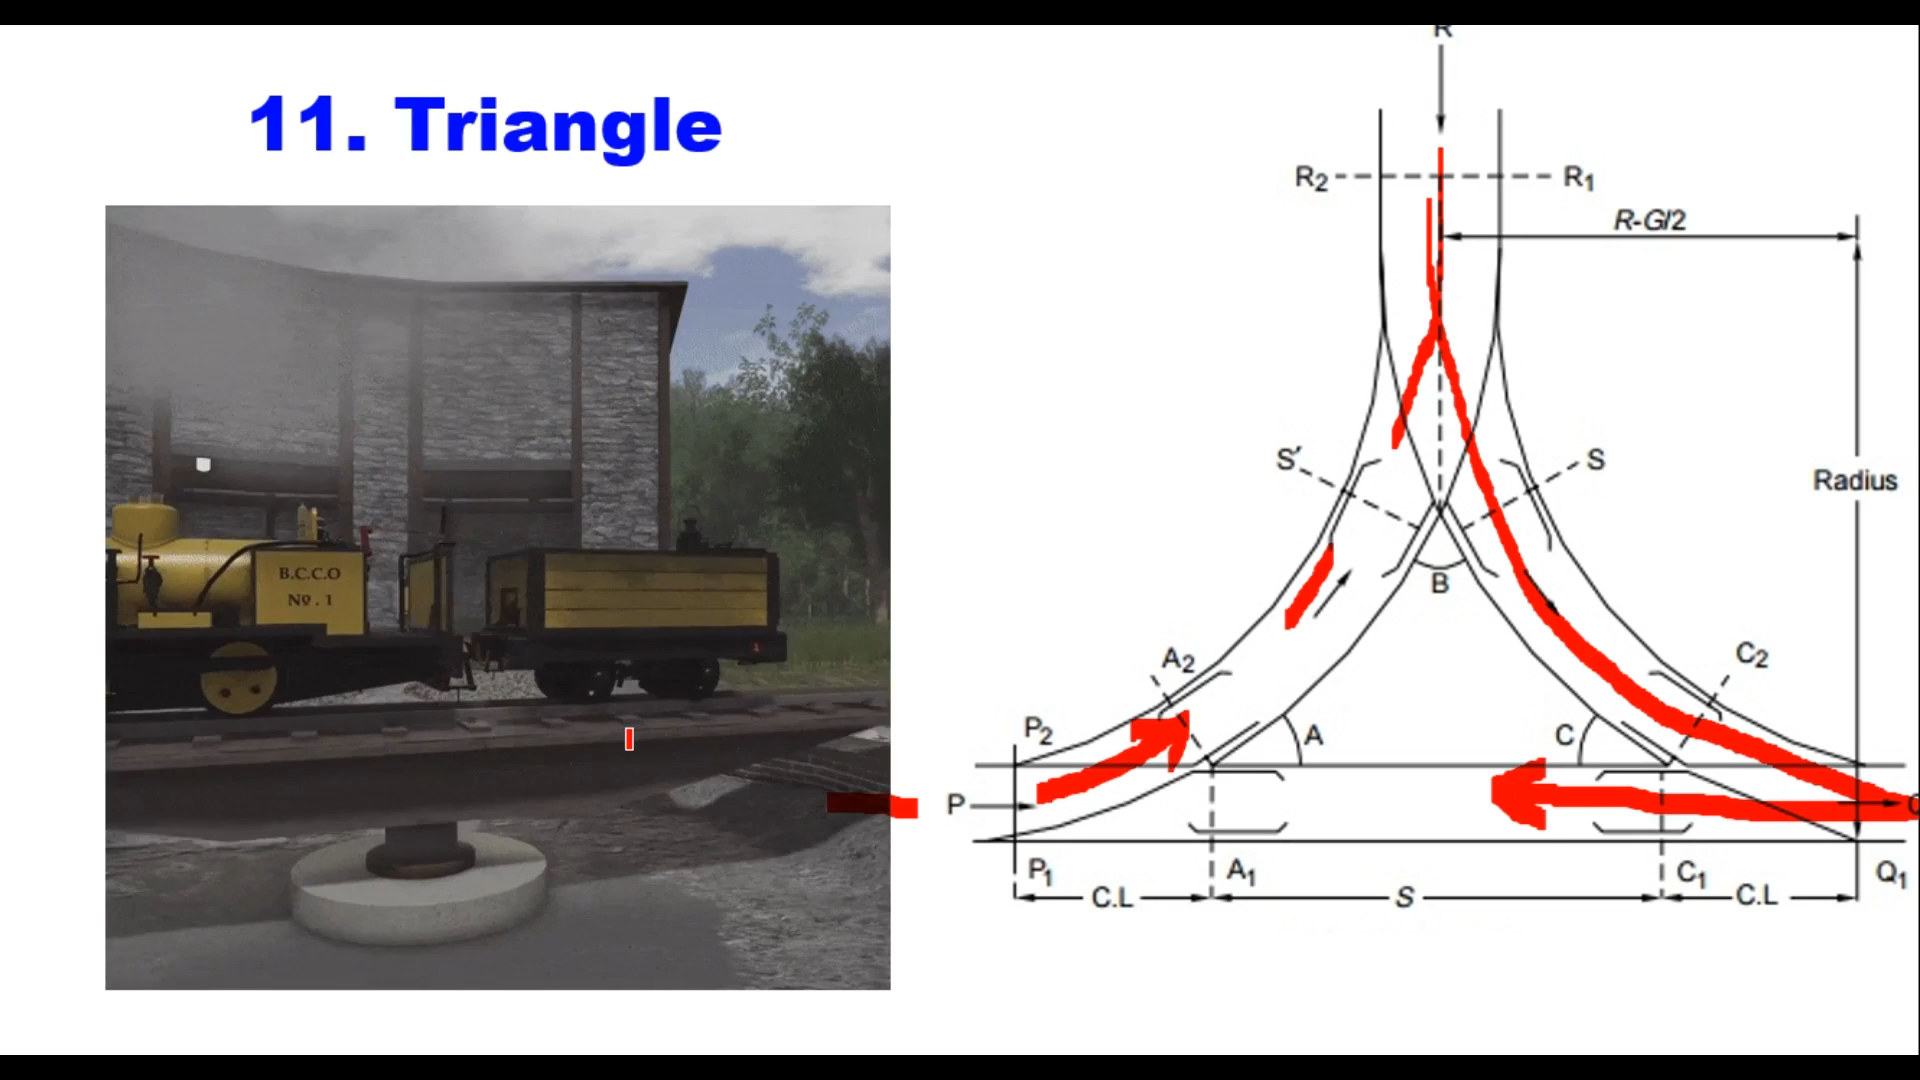 11. Triangle
B.C.C.O
Nº. 1
R
R2
R1
R-G/2
S′
S
Radius
B
A2
C2
P2
A
C
P
P1
A1
C1
Q1
C.L
S
C.L